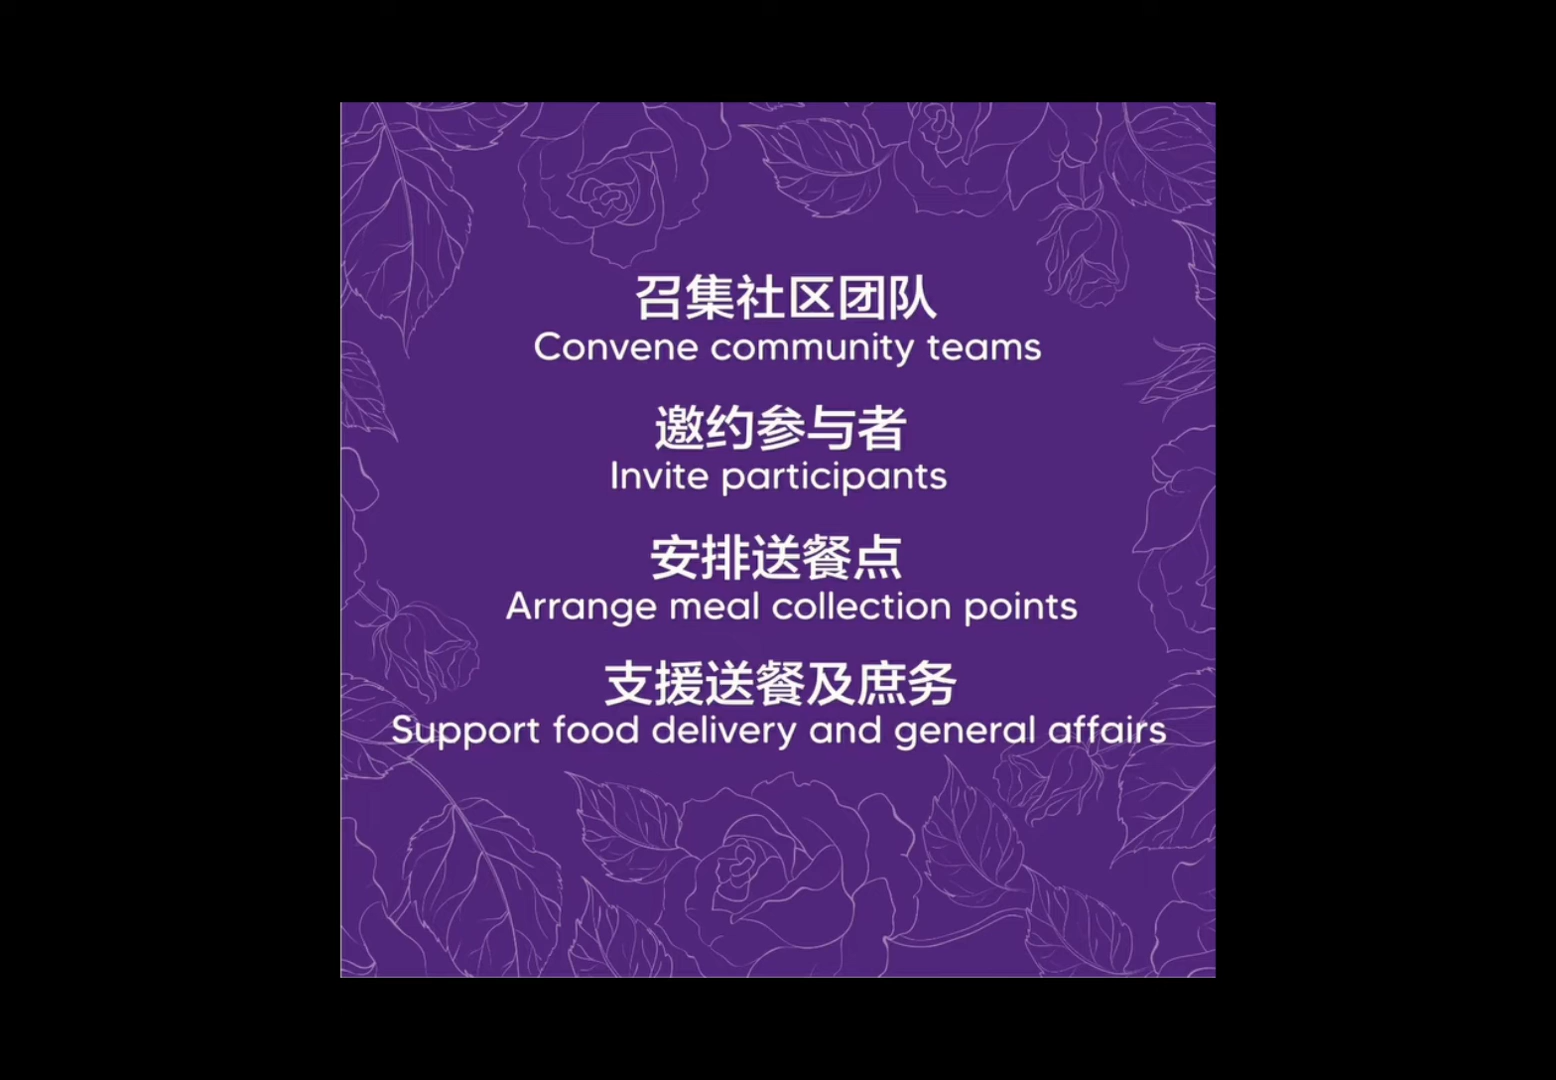 召集社区团队
Convene community teams
邀约参与者
Invite participants
安排送餐点
Arrange meal collection points
支援送餐及庶务
Support food delivery and general affairs